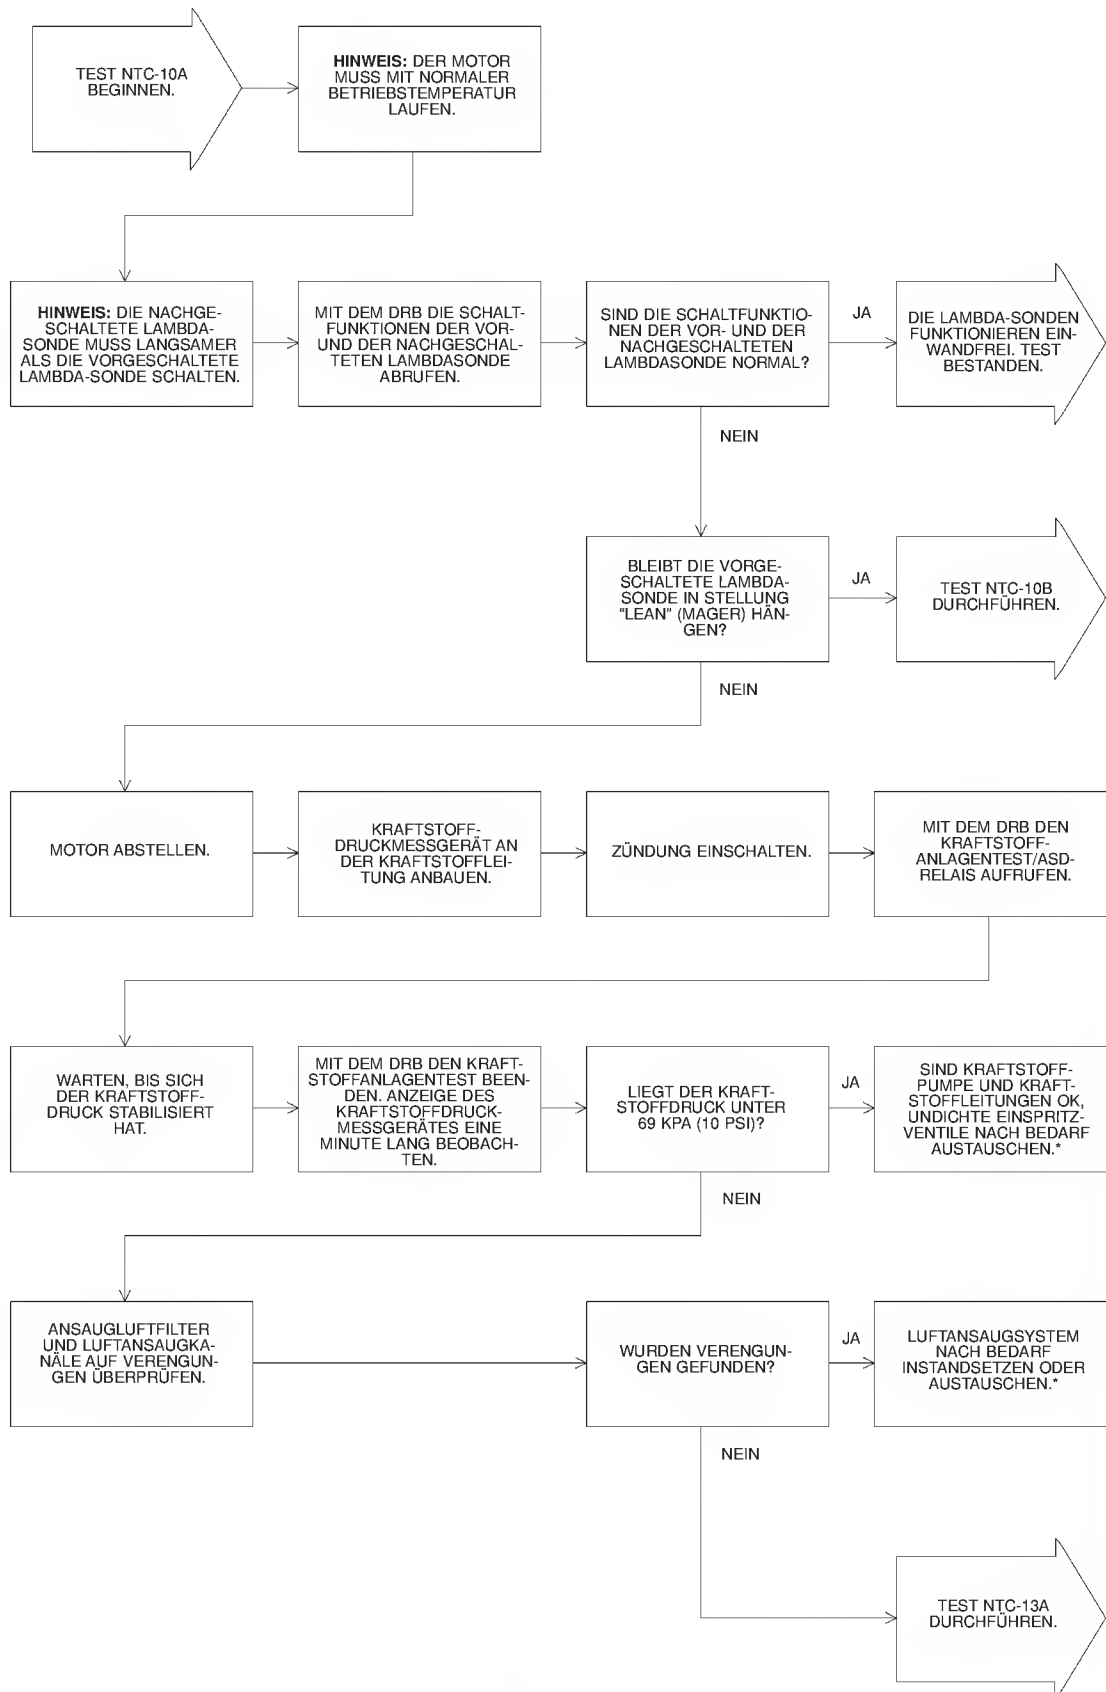 TEST NTC-10A
BEGINNEN.
HINWEIS: DER MOTOR
MUSS MIT NORMALER
BETRIEBSTEMPERATUR
LAUFEN.
HINWEIS: DIE NACHGE-
SCHALTETE LAMBDA-
SONDE MUSS LANGSAMER
ALS DIE VORGESCHALTETE
LAMBDA-SONDE SCHALTEN.
MIT DEM DRB DIE SCHALT-
FUNKTIONEN DER VOR-
UND DER NACHGESCHAL-
TETEN LAMBDASONDE
ABRUFEN.
SIND DIE SCHALTFUNKTIO-
NEN DER VOR- UND DER
NACHGESCHALTETEN
LAMBDASONDE NORMAL?
JA
DIE LAMBDA-SONDEN
FUNKTIONIEREN EIN-
WANDFREI. TEST
BESTANDEN.
NEIN
BLEIBT DIE VORGE-
SCHALTETE LAMBDA-
SONDE IN STELLUNG
“LEAN” (MAGER) HÄN-
GEN?
JA
TEST NTC-10B
DURCHFÜHREN.
NEIN
MOTOR ABSTELLEN.
KRAFTSTOFF-
DRUCKMESSGERÄT AN
DER KRAFTSTOFFLEI-
TUNG ANBAUEN.
ZÜNDUNG EINSCHALTEN.
MIT DEM DRB DEN
KRAFTSTOFF-
ANLAGENTEST/ASD-
RELAIS AUFRUFEN.
WARTEN, BIS SICH
DER KRAFTSTOFF-
DRUCK STABILISIERT
HAT.
MIT DEM DRB DEN KRAFT-
STOFFANLAGENTEST BEEN-
DEN. ANZEIGE DES
KRAFTSTOFFDRUCK-
MESSGERÄTES EINE
MINUTE LANG BEOBACH-
TEN.
LIEGT DER KRAFT-
STOFFDRUCK UNTER
69 KPA (10 PSI)?
JA
SIND KRAFTSTOFF-
PUMPE UND KRAFT-
STOFFLEITUNGEN OK,
UNDICHTE EINSPRITZ-
VENTILE NACH BEDARF
AUSTAUSCHEN.*
NEIN
ANSAUGLUFTFILTER
UND LUFTANSAUGKA-
NÄLE AUF VERENGUN-
GEN ÜBERPRÜFEN.
WURDEN VERENGUN-
GEN GEFUNDEN?
JA
LUFTANSAUGSYSTEM
NACH BEDARF
INSTANDSETZEN ODER
AUSTAUSCHEN.*
NEIN
TEST NTC-13A
DURCHFÜHREN.